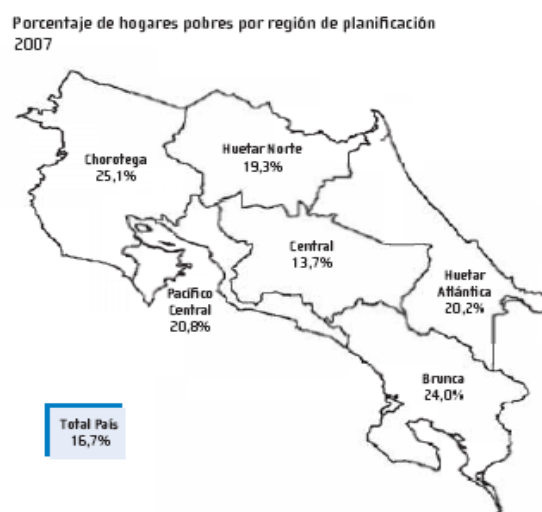 Porcentaje de hogares pobres por región de planificación
2007
Chorotega
25,1%
Huetar Norte
19,3%
Central
13,7%
Huetar
Atlántica
20,2%
Pacífico
Central
20,8%
Brunca
24,0%
Total País
16,7%